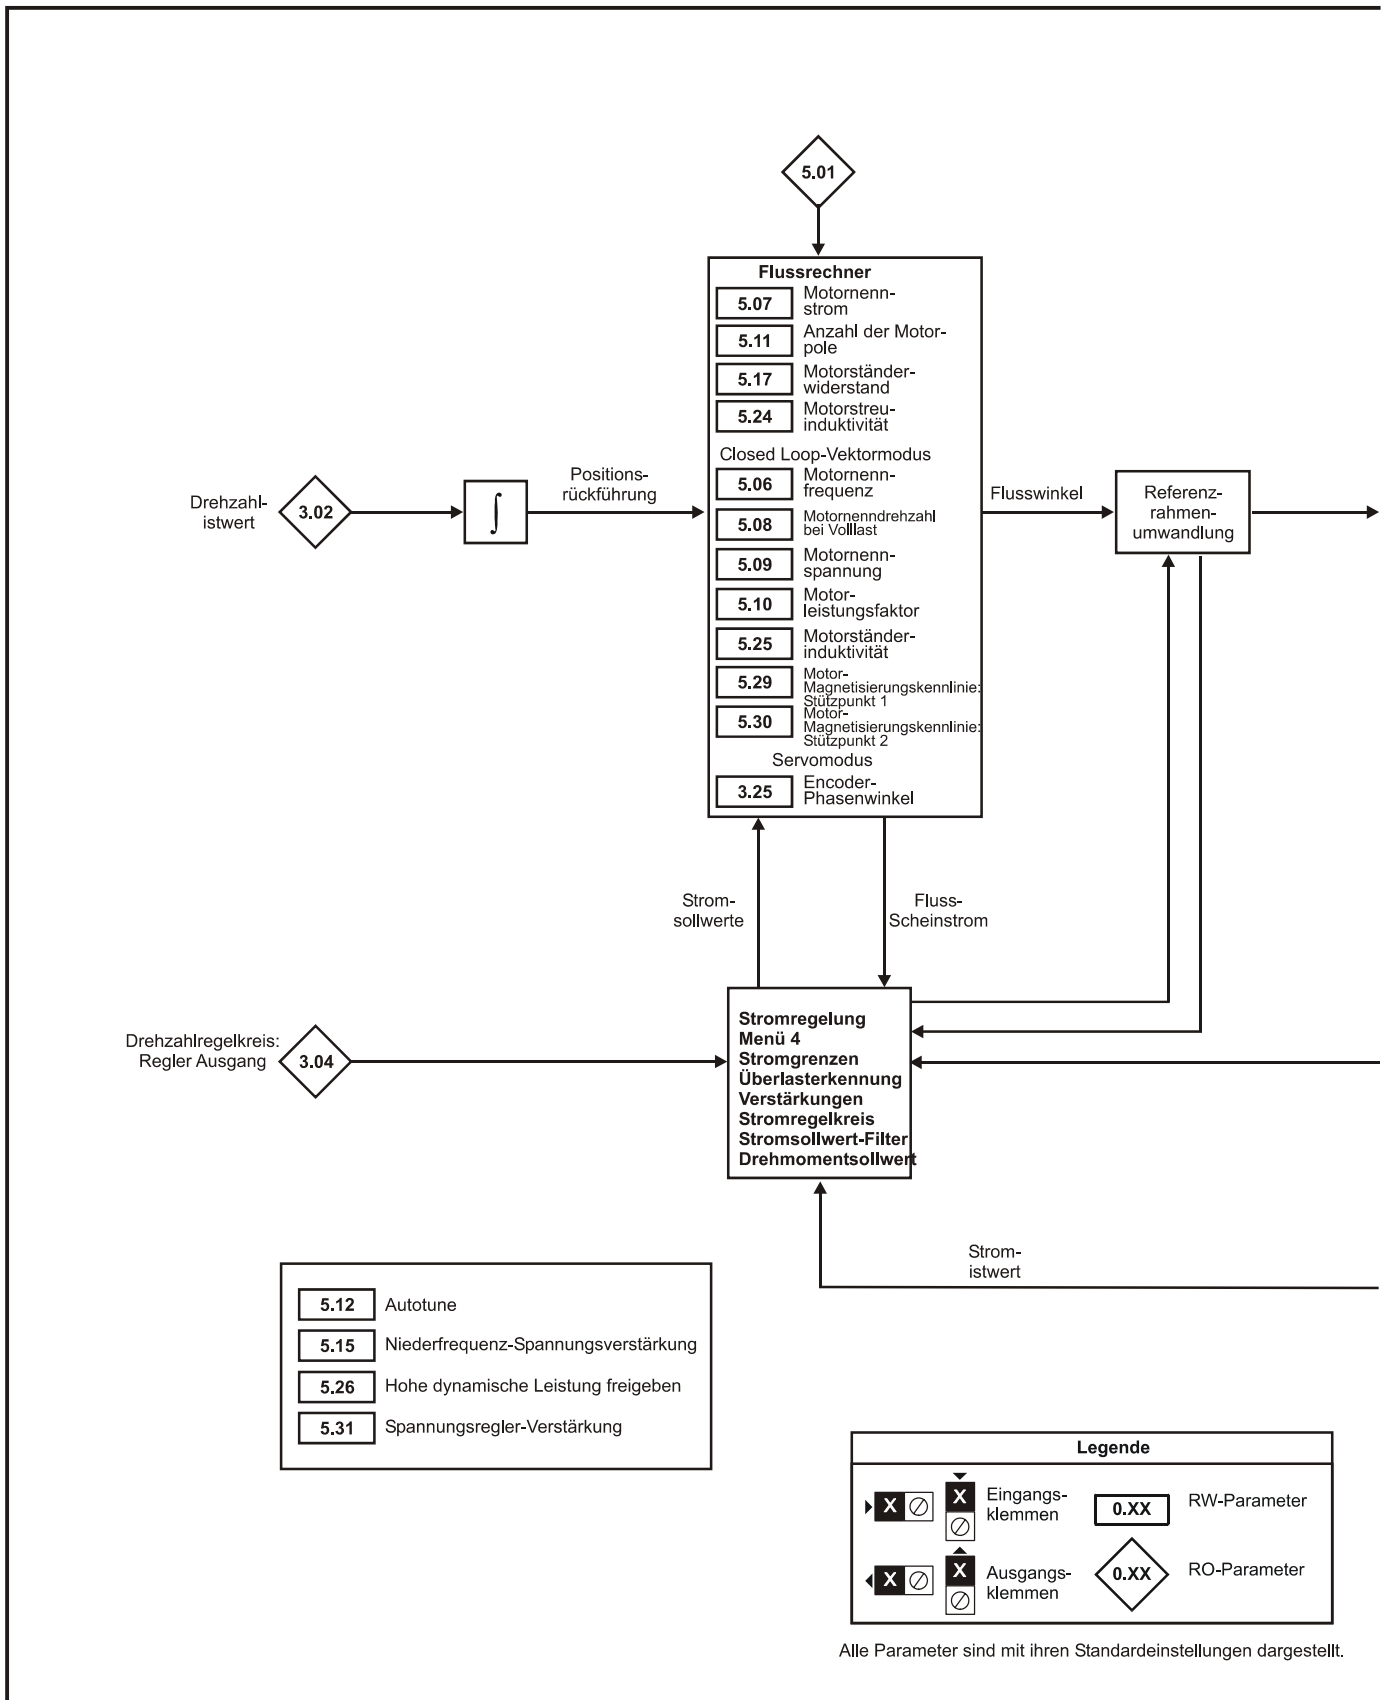 5.01
Flussrechner
5.07
Motornenn-
strom
5.11
Anzahl der Motor-
pole
5.17
Motorständer-
widerstand
5.24
Motorstreu-
induktivität
Closed Loop-Vektormodus
5.06
Motornenn-
frequenz
5.08
Motornenndrehzahl
bei Volllast
5.09
Motornenn-
spannung
5.10
Motor-
leistungsfaktor
5.25
Motorständer-
induktivität
5.29
Motor-
Magnetisierungskennlinie:
Stützpunkt 1
5.30
Motor-
Magnetisierungskennlinie:
Stützpunkt 2
Servomodus
3.25
Encoder-
Phasenwinkel
Drehzahl-
istwert
3.02
∫
Positions-
rückführung
Flusswinkel
Referenz-
rahmen-
umwandlung
Strom-
sollwerte
Fluss-
Scheinstrom
Drehzahlregelkreis:
Regler Ausgang
3.04
Stromregelung
Menü 4
Stromgrenzen
Überlasterkennung
Verstärkungen
Stromregelkreis
Stromsollwert-Filter
Drehmomentsollwert
Strom-
istwert
5.12
Autotune
5.15
Niederfrequenz-Spannungsverstärkung
5.26
Hohe dynamische Leistung freigeben
5.31
Spannungsregler-Verstärkung
Legende
X
X
Eingangs-
klemmen
0.XX
RW-Parameter
X
X
Ausgangs-
klemmen
0.XX
RO-Parameter
Alle Parameter sind mit ihren Standardeinstellungen dargestellt.